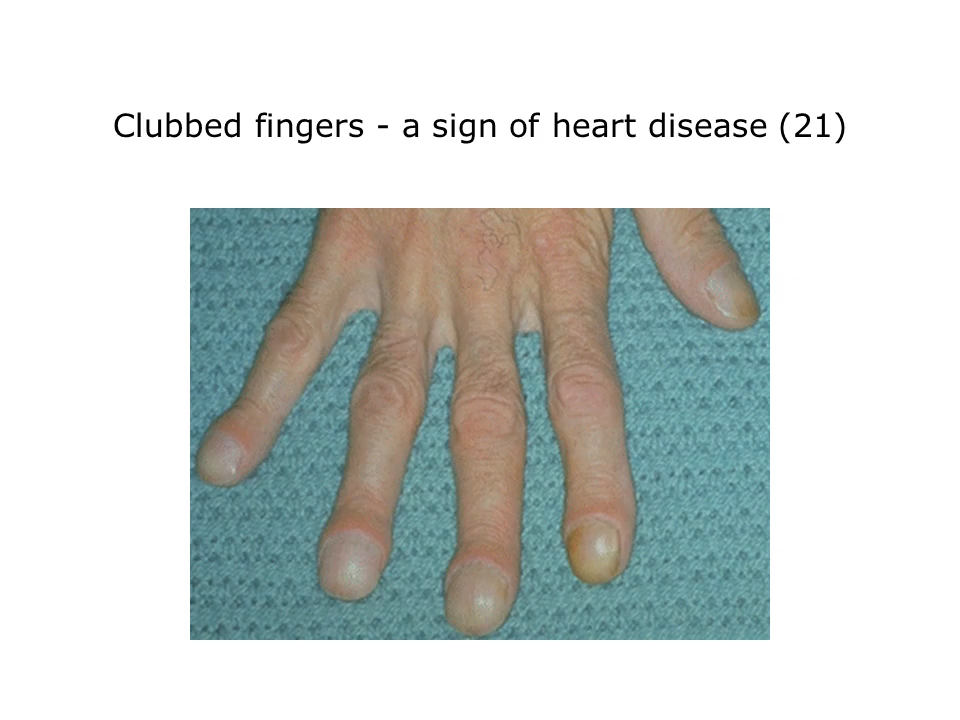 Clubbed fingers - a sign of heart disease (21)